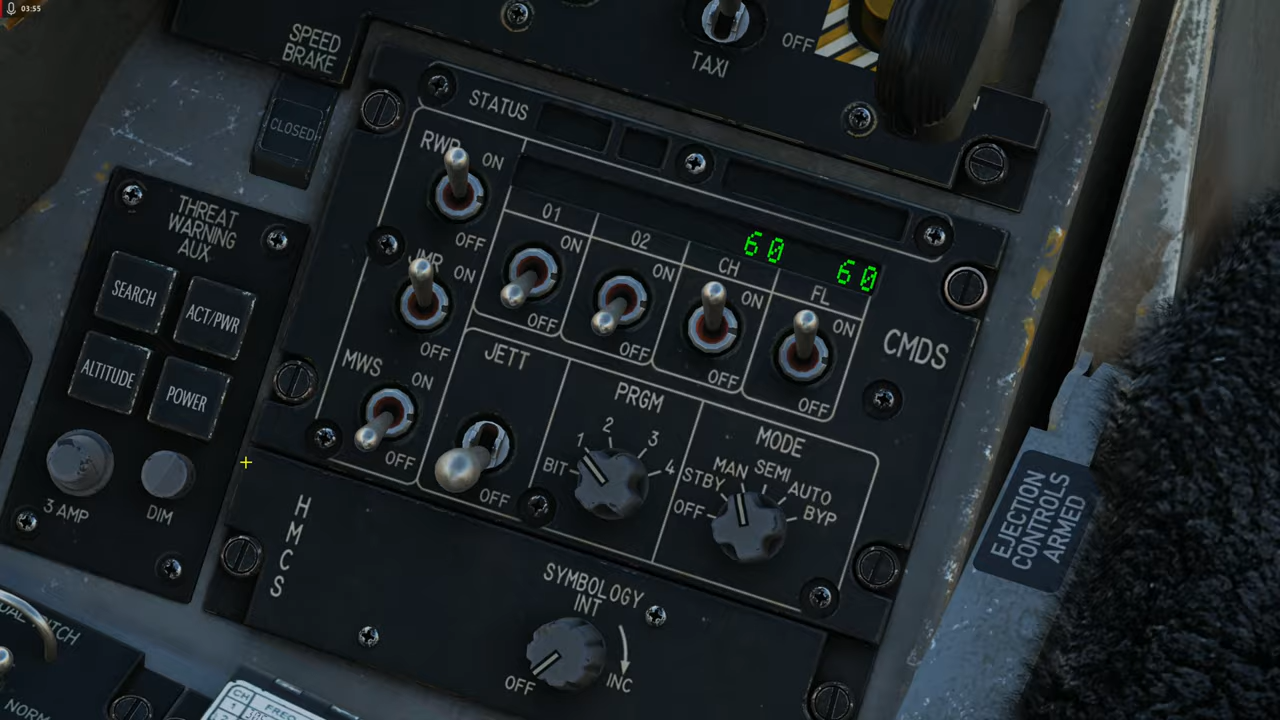 03:55
SPEED
BRAKE
CLOSED
TAXI
OFF
STATUS
RWR
ON
OFF
JMR
ON
OFF
MWS
ON
OFF
01
ON
OFF
02
ON
OFF
60
CH
ON
OFF
60
FL
ON
OFF
CMDS
THREAT
WARNING
AUX
SEARCH
ACT/PWR
ALTITUDE
POWER
3 AMP
DIM
JETT
OFF
PRGM
BIT
1
2
3
4
MODE
OFF
STBY
MAN
SEMI
AUTO
BYP
HMCS
SYMBOLOGY
INT
OFF
INC
EJECTION
CONTROLS
ARMED
NORM
CH
1